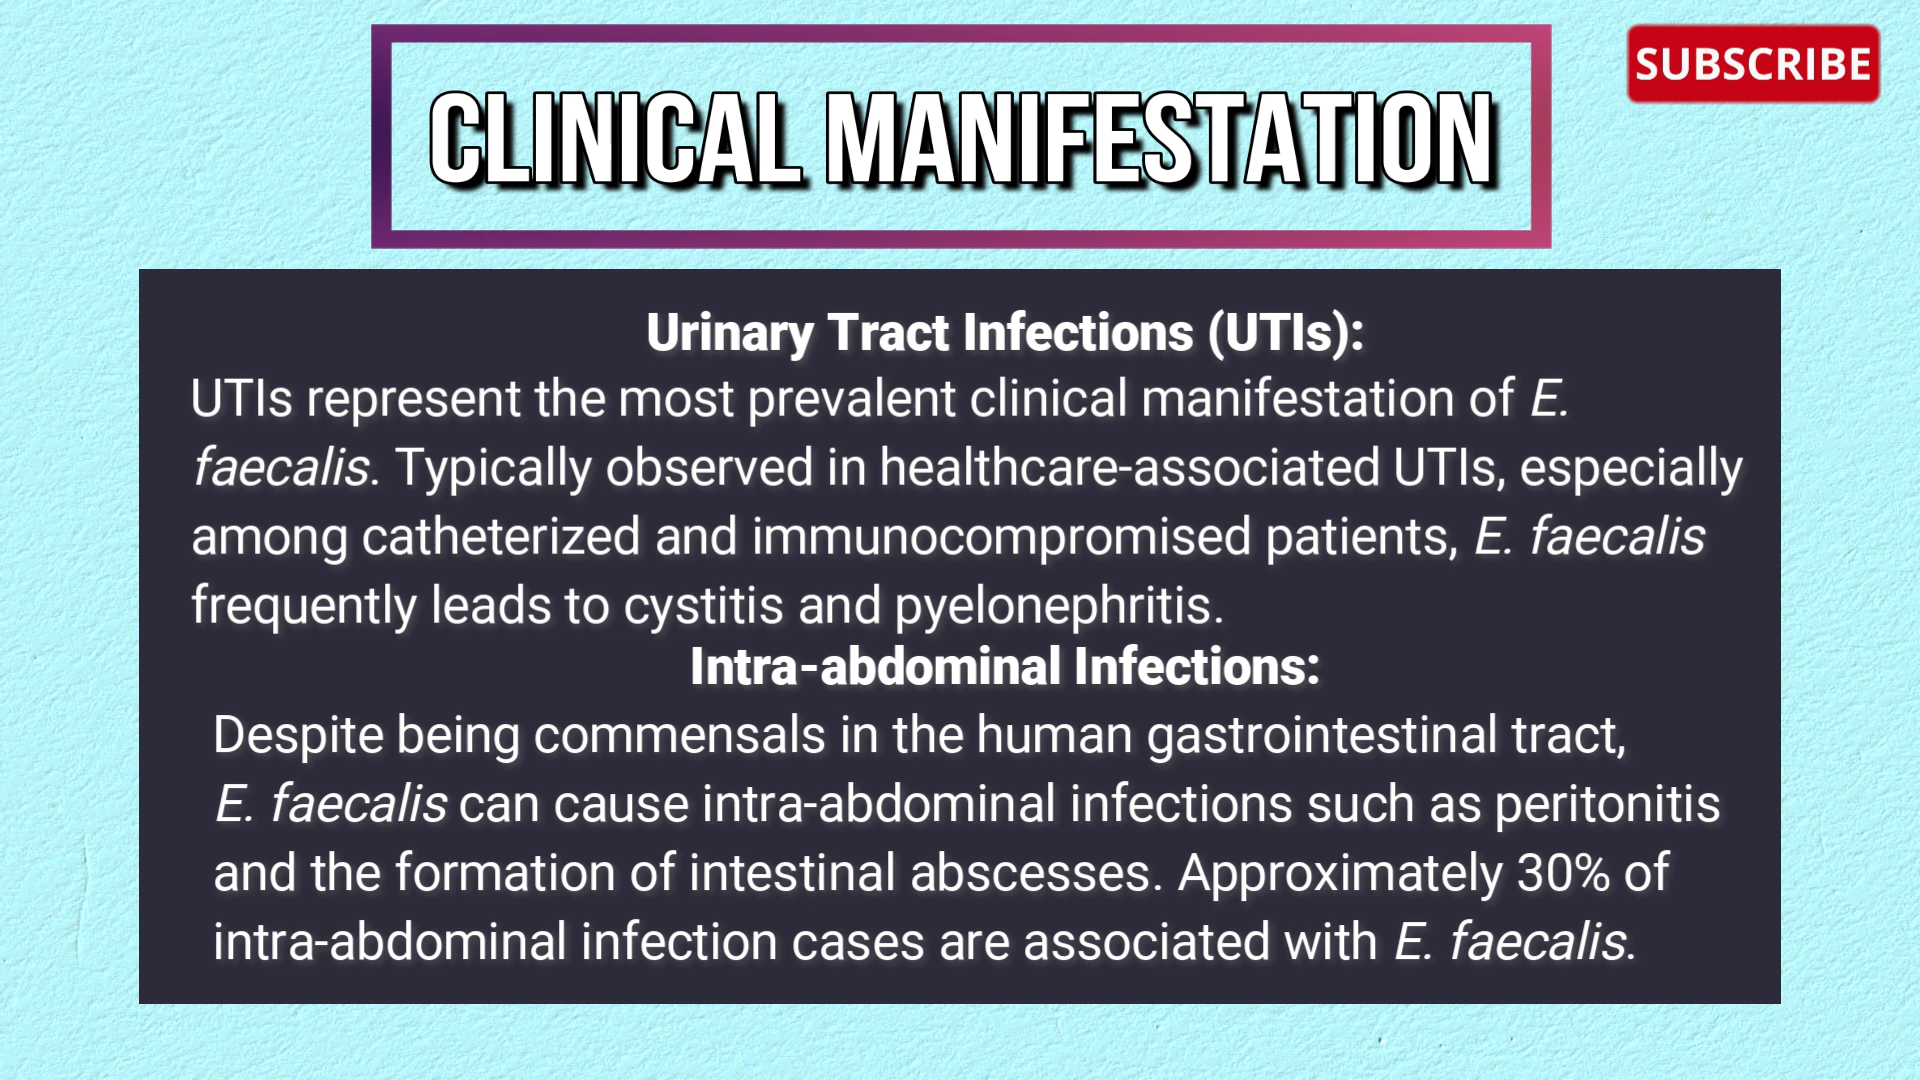 CLINICAL MANIFESTATION
SUBSCRIBE
Urinary Tract Infections (UTIs):
UTIs represent the most prevalent clinical manifestation of E.
faecalis. Typically observed in healthcare-associated UTIs, especially
among catheterized and immunocompromised patients, E. faecalis
frequently leads to cystitis and pyelonephritis.
Intra-abdominal Infections:
Despite being commensals in the human gastrointestinal tract,
E. faecalis can cause intra-abdominal infections such as peritonitis
and the formation of intestinal abscesses. Approximately 30% of
intra-abdominal infection cases are associated with E. faecalis.